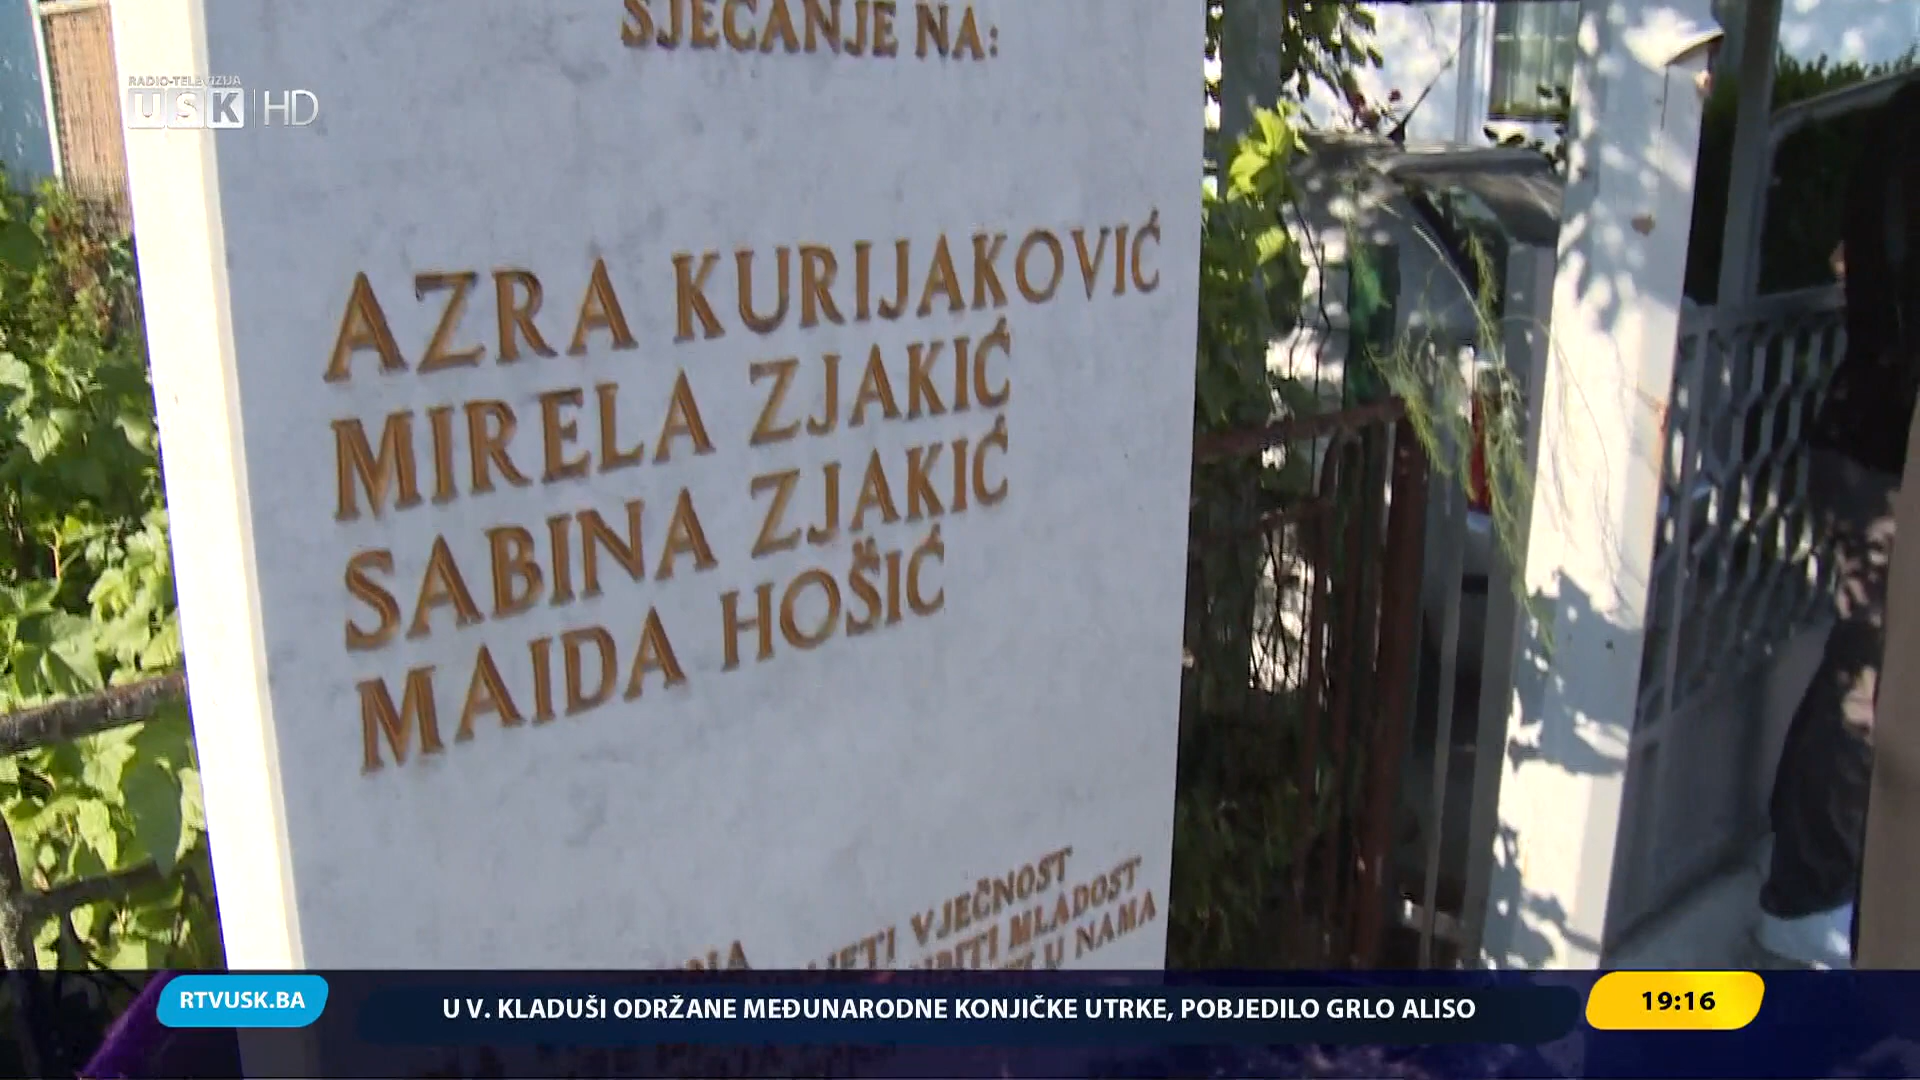 SJEĆANJE NA:
RADIO-TELEVIZIJA
USK HD
AZRA KURIJAKOVIĆ
MIRELA ZJAKIĆ
SABINA ZJAKIĆ
MAIDA HOŠIĆ
VJEČNOST
MLADOST
U NAMA
RTVUSK.BA
U V. KLADUŠI ODRŽANE MEĐUNARODNE KONJIČKE UTRKE, POBJEDILO GRLO ALISO
19:16